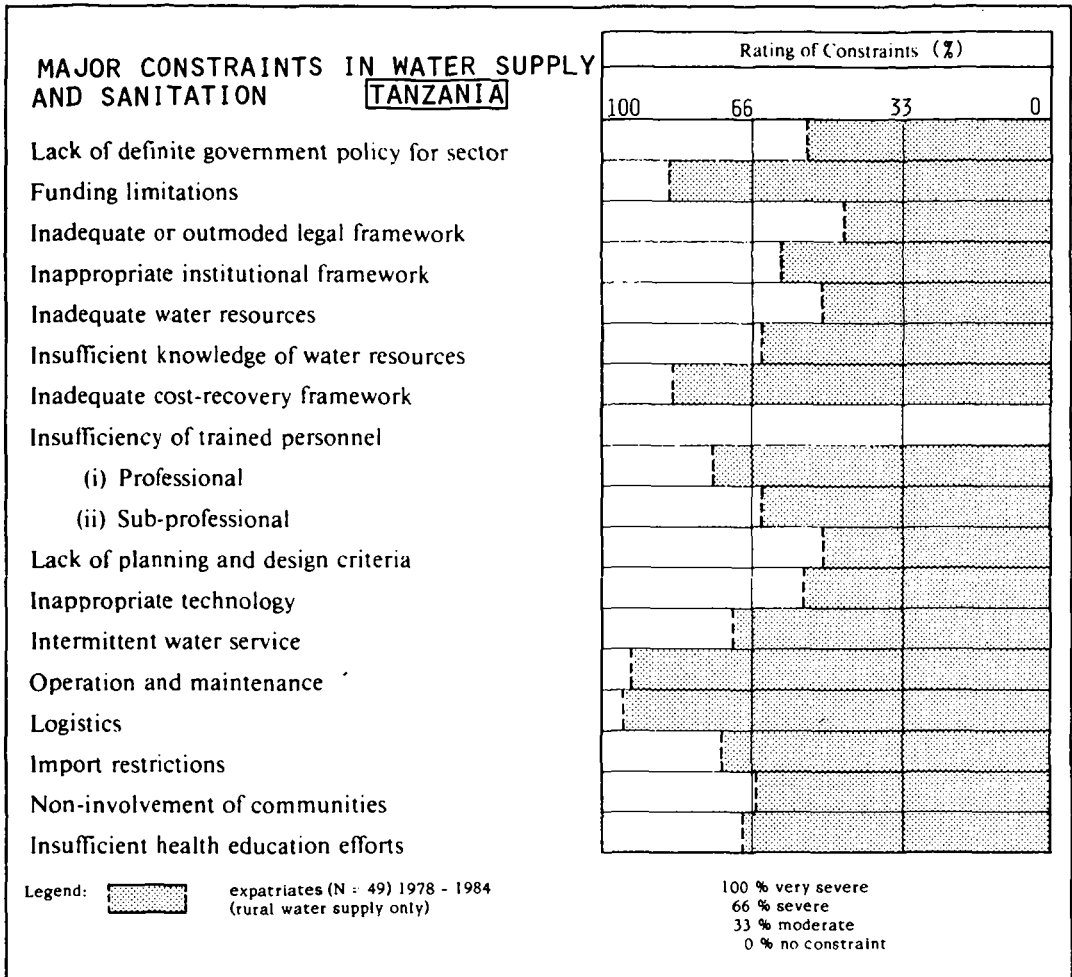 MAJOR CONSTRAINTS IN WATER SUPPLY
AND SANITATION TANZANIA
Rating of Constraints (%)
100 66 33 0
Lack of definite government policy for sector
Funding limitations
Inadequate or outmoded legal framework
Inappropriate institutional framework
Inadequate water resources
Insufficient knowledge of water resources
Inadequate cost-recovery framework
Insufficiency of trained personnel
(i) Professional
(ii) Sub-professional
Lack of planning and design criteria
Inappropriate technology
Intermittent water service
Operation and maintenance
Logistics
Import restrictions
Non-involvement of communities
Insufficient health education efforts
Legend:
expatriates (N = 49) 1978 - 1984
(rural water supply only)
100 % very severe
66 % severe
33 % moderate
0 % no constraint